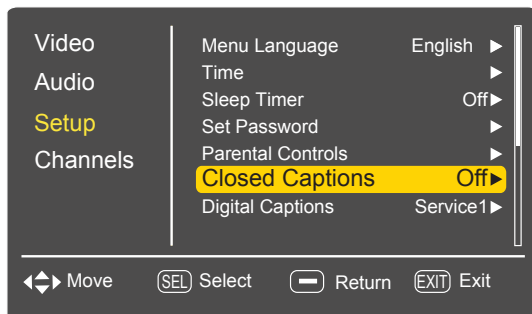 Video
Audio
Setup
Channels
Menu Language English
Time
Sleep Timer Off
Set Password
Parental Controls
Closed Captions Off
Digital Captions Service1
Move SEL Select Return EXIT Exit